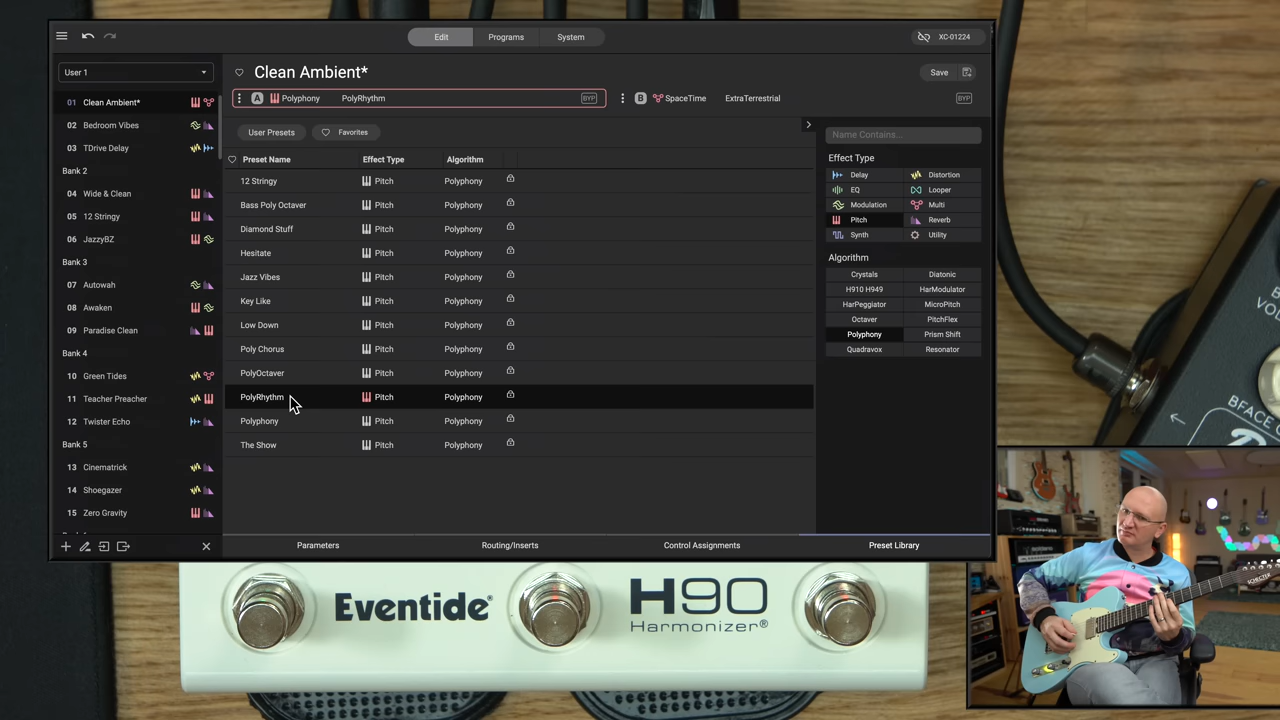 Edit
Programs
System
XC-01224
User 1
Clean Ambient*
Save
A Polyphony PolyRhythm BYP
B SpaceTime ExtraTerrestrial BYP
01 Clean Ambient*
02 Bedroom Vibes
03 TDrive Delay
Bank 2
04 Wide & Clean
05 12 Stringy
06 JazzyBZ
Bank 3
07 Autowah
08 Awaken
09 Paradise Clean
Bank 4
10 Green Tides
11 Teacher Preacher
12 Twister Echo
Bank 5
13 Cinematrick
14 Shoegazer
15 Zero Gravity
User Presets
Favorites
Preset Name Effect Type Algorithm
12 Stringy Pitch Polyphony
Bass Poly Octaver Pitch Polyphony
Diamond Stuff Pitch Polyphony
Hesitate Pitch Polyphony
Jazz Vibes Pitch Polyphony
Key Like Pitch Polyphony
Low Down Pitch Polyphony
Poly Chorus Pitch Polyphony
PolyOctaver Pitch Polyphony
PolyRhythm Pitch Polyphony
Polyphony Pitch Polyphony
The Show Pitch Polyphony
Name Contains...
Effect Type
Delay Distortion
EQ Looper
Modulation Multi
Pitch Reverb
Synth Utility
Algorithm
Crystals Diatonic
H910 H949 HarModulator
HarPeggiator MicroPitch
Octaver PitchFlex
Polyphony Prism Shift
Quadravox Resonator
Parameters
Routing/Inserts
Control Assignments
Preset Library
Eventide®
H90
Harmonizer®
BFACE
SCHECTER